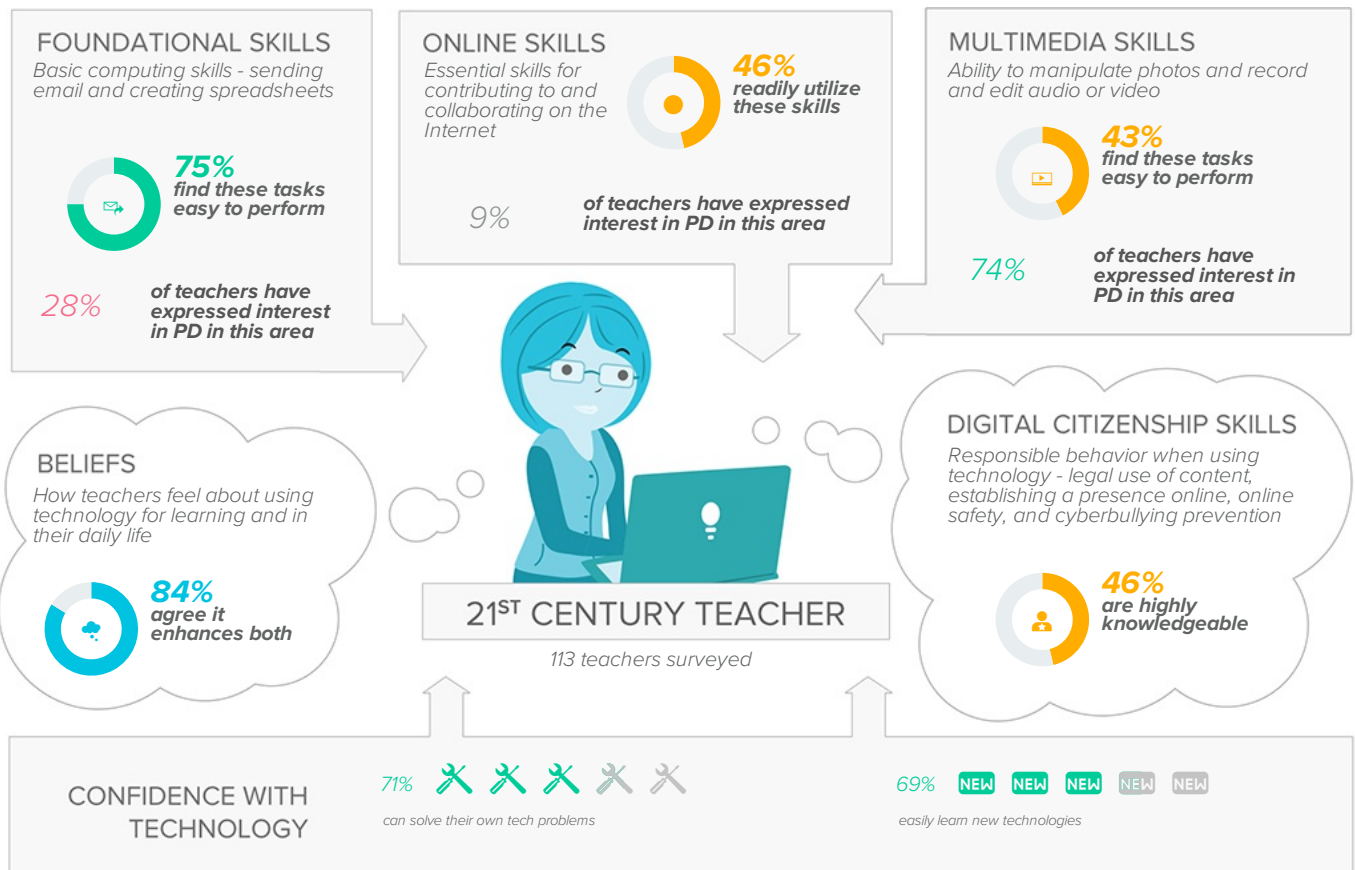 FOUNDATIONAL SKILLS
Basic computing skills - sending
email and creating spreadsheets
75%
find these tasks
easy to perform
28%
of teachers have
expressed interest
in PD in this area
ONLINE SKILLS
Essential skills for
contributing to and
collaborating on the
Internet
46%
readily utilize
these skills
9%
of teachers have expressed
interest in PD in this area
MULTIMEDIA SKILLS
Ability to manipulate photos and record
and edit audio or video
43%
find these tasks
easy to perform
74%
of teachers have
expressed interest in
PD in this area
BELIEFS
How teachers feel about using
technology for learning and in
their daily life
84%
agree it
enhances both
21ST CENTURY TEACHER
113 teachers surveyed
DIGITAL CITIZENSHIP SKILLS
Responsible behavior when using
technology - legal use of content,
establishing a presence online, online
safety, and cyberbullying prevention
46%
are highly
knowledgeable
CONFIDENCE WITH
TECHNOLOGY
71%
can solve their own tech problems
69% NEW NEW NEW NEW NEW
easily learn new technologies